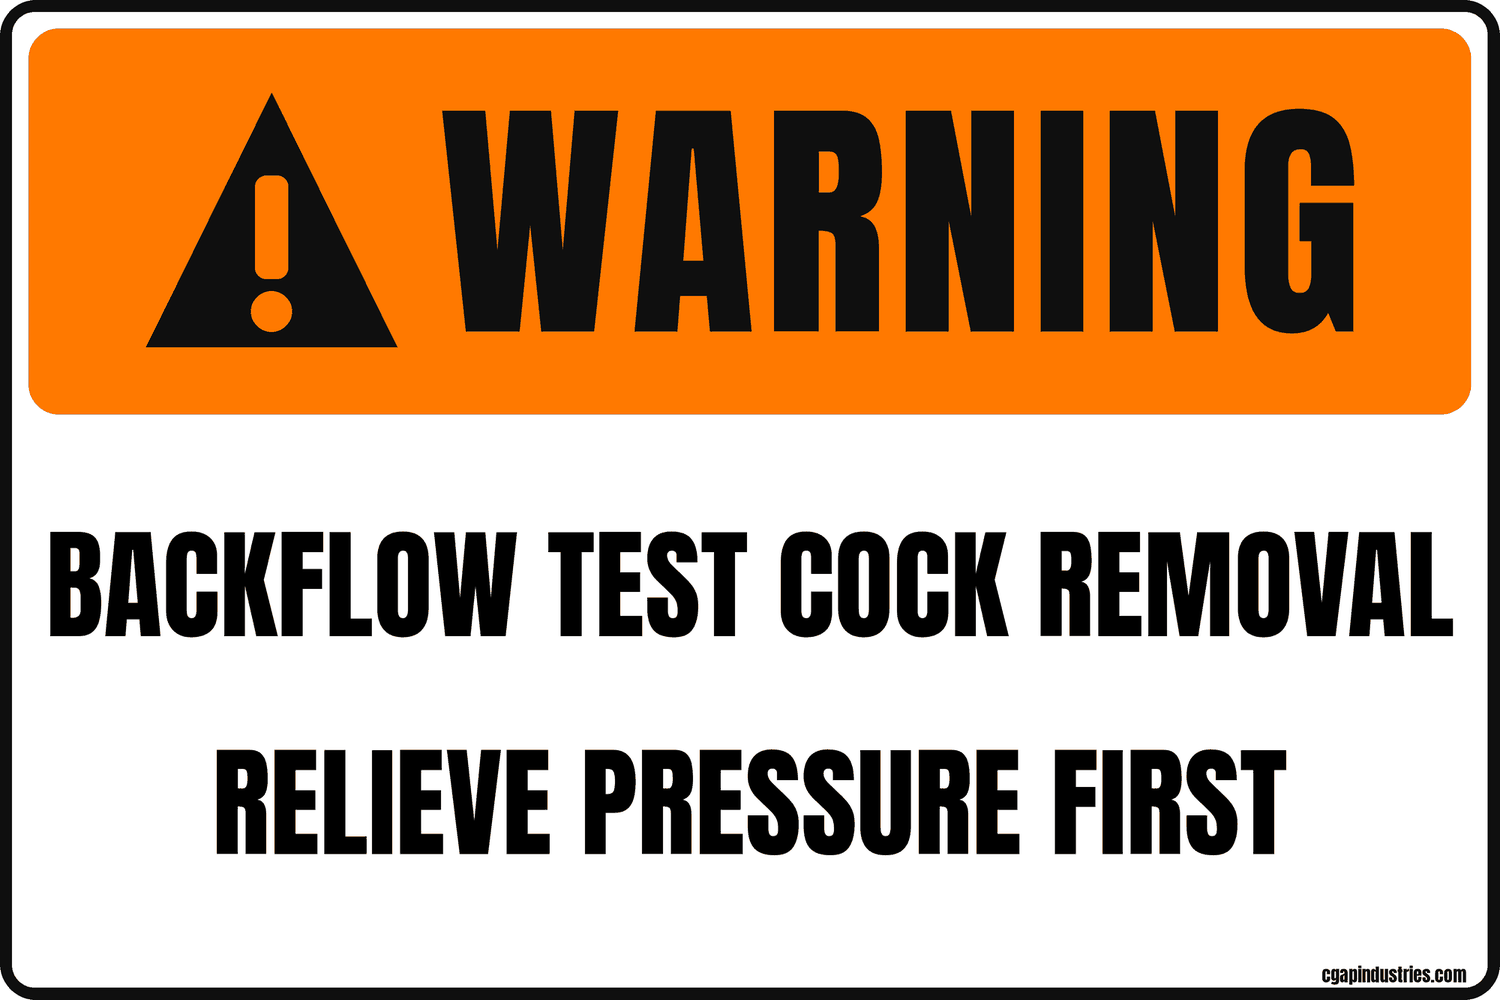 WARNING
BACKFLOW TEST COCK REMOVAL
RELIEVE PRESSURE FIRST
cgapindustries.com